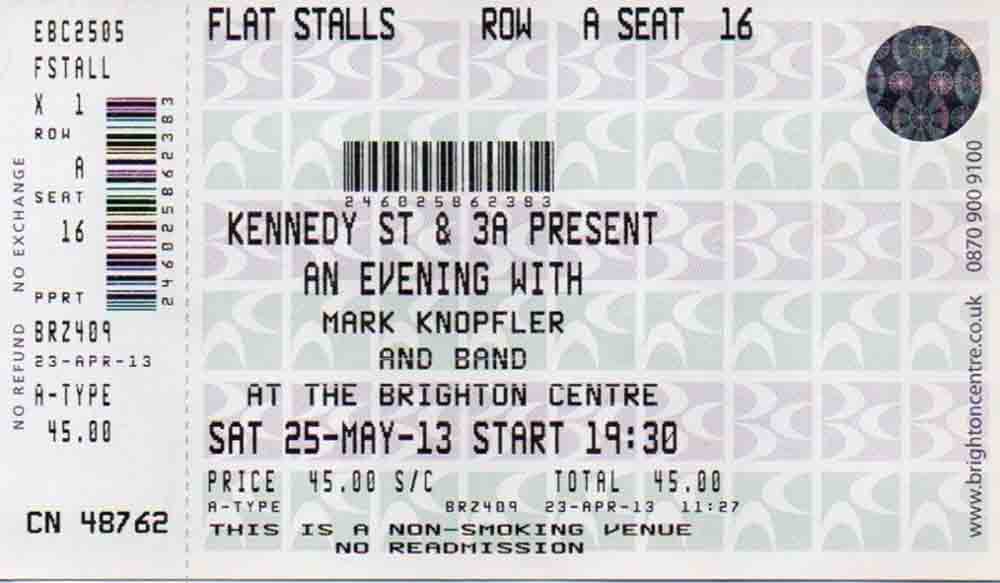 EBC2505
FSTALL
X 1
ROW
A
SEAT
16
PPRT
BRZ409
23-APR-13
A-TYPE
45.00
CN 48762
NO REFUND NO EXCHANGE
246025862383
FLAT STALLS ROW A SEAT 16
246025862383
KENNEDY ST & 3A PRESENT
AN EVENING WITH
MARK KNOPFLER
AND BAND
AT THE BRIGHTON CENTRE
SAT 25-MAY-13 START 19:30
PRICE 45.00 S/C TOTAL 45.00
A-TYPE BRZ409 23-APR-13 11:27
THIS IS A NON-SMOKING VENUE
NO READMISSION
www.brightoncentre.co.uk 0870 900 9100